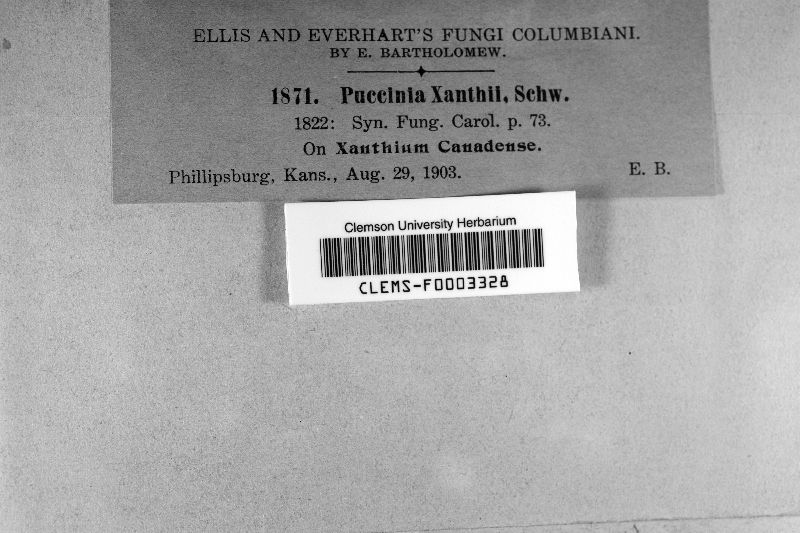 ELLIS AND EVERHART'S FUNGI COLUMBIANI.
BY E. BARTHOLOMEW.
1871. Puccinia Xanthii, Schw.
1822: Syn. Fung. Carol. p. 73.
On Xanthium Canadense.
Phillipsburg, Kans., Aug. 29, 1903. E. B.
Clemson University Herbarium
CLEMS-F0003328